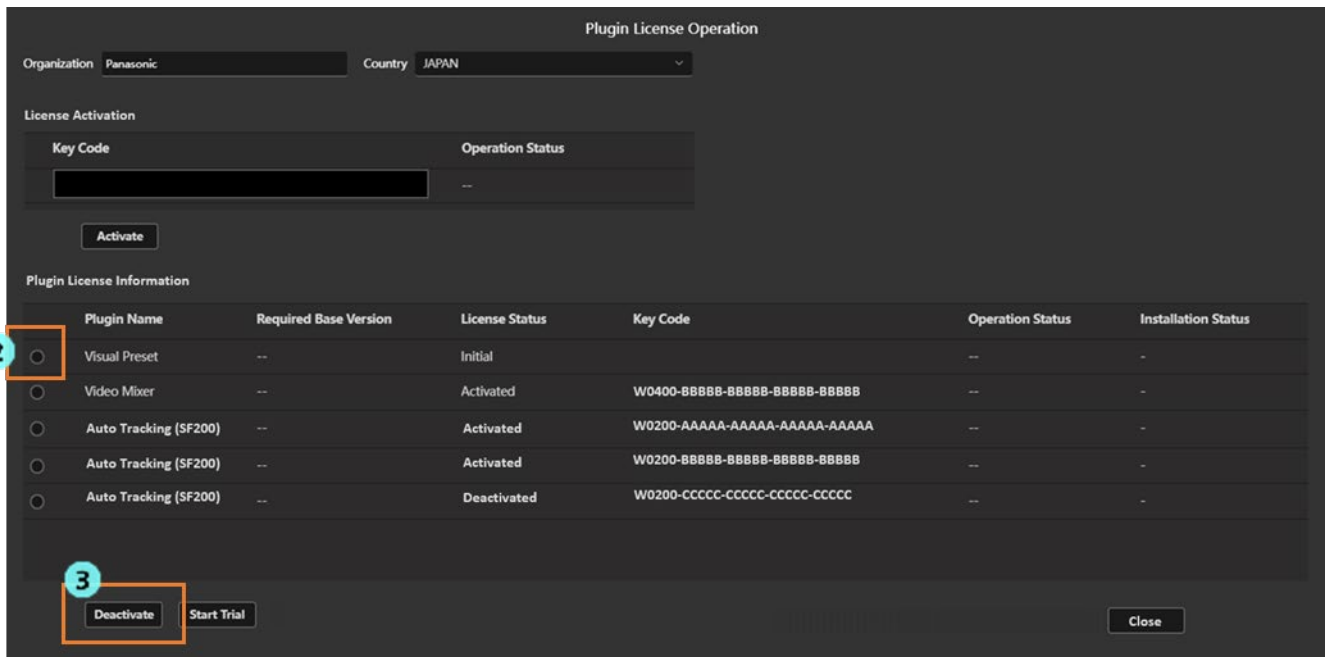 Plugin License Operation
Organization Panasonic Country JAPAN
License Activation
Key Code Operation Status
--
Activate
Plugin License Information
Plugin Name Required Base Version License Status Key Code Operation Status Installation Status
2 Visual Preset -- Initial -- -
Video Mixer -- Activated W0400-BBBBB-BBBBB-BBBBB-BBBBB -- -
Auto Tracking (SF200) -- Activated W0200-AAAAA-AAAAA-AAAAA-AAAAA -- -
Auto Tracking (SF200) -- Activated W0200-BBBBB-BBBBB-BBBBB-BBBBB -- -
Auto Tracking (SF200) -- Deactivated W0200-CCCCC-CCCCC-CCCCC-CCCCC -- -
3
Deactivate Start Trial Close